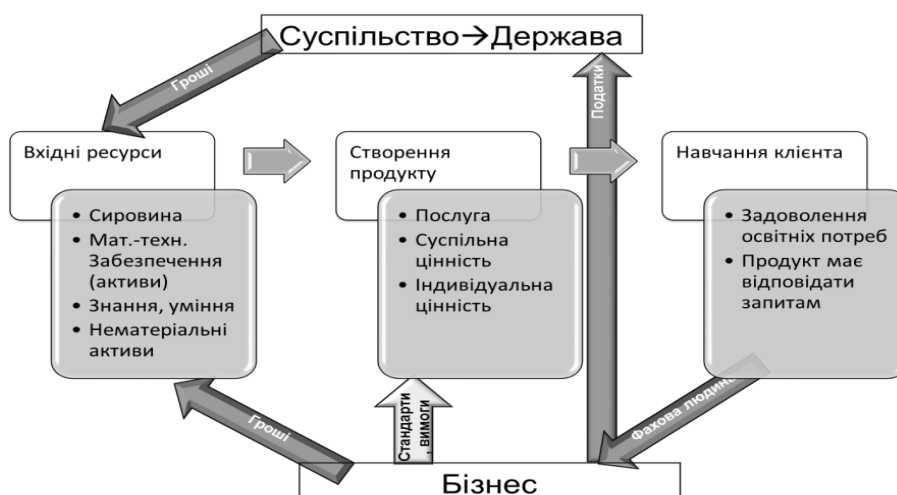 Суспільство→Держава
Гроші
Податки
Вхідні ресурси
• Сировина
• Мат.-техн.
Забезпечення
(активи)
• Знання, уміння
• Нематеріальні
активи
Створення
продукту
• Послуга
• Суспільна
цінність
• Індивідуальна
цінність
Навчання клієнта
• Задоволення
освітніх потреб
• Продукт має
відповідати
запитам
Гроші
Стандарти
, вимоги
Фахова людина
Бізнес